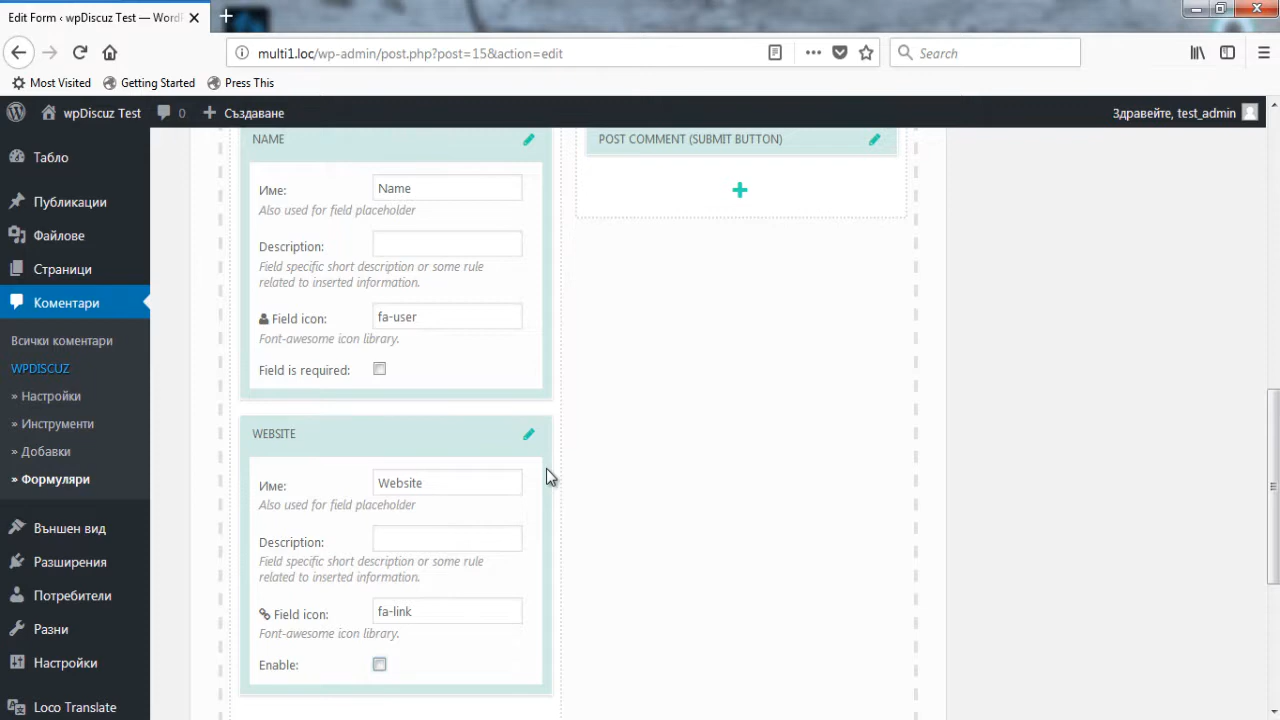 Edit Form ‹ wpDiscuz Test — WordP
multi1.loc/wp-admin/post.php?post=15&action=edit
Search
Most Visited
Getting Started
Press This
wpDiscuz Test
0
Създаване
Здравейте, test_admin
Табло
Публикации
Файлове
Страници
Коментари
Всички коментари
WPDISCUZ
» Настройки
» Инструменти
» Добавки
» Формуляри
Външен вид
Разширения
Потребители
Разни
Настройки
Loco Translate
NAME
Име: Name
Also used for field placeholder
Description:
Field specific short description or some rule
related to inserted information.
Field icon: fa-user
Font-awesome icon library.
Field is required:
WEBSITE
Име: Website
Also used for field placeholder
Description:
Field specific short description or some rule
related to inserted information.
Field icon: fa-link
Font-awesome icon library.
Enable:
POST COMMENT (SUBMIT BUTTON)